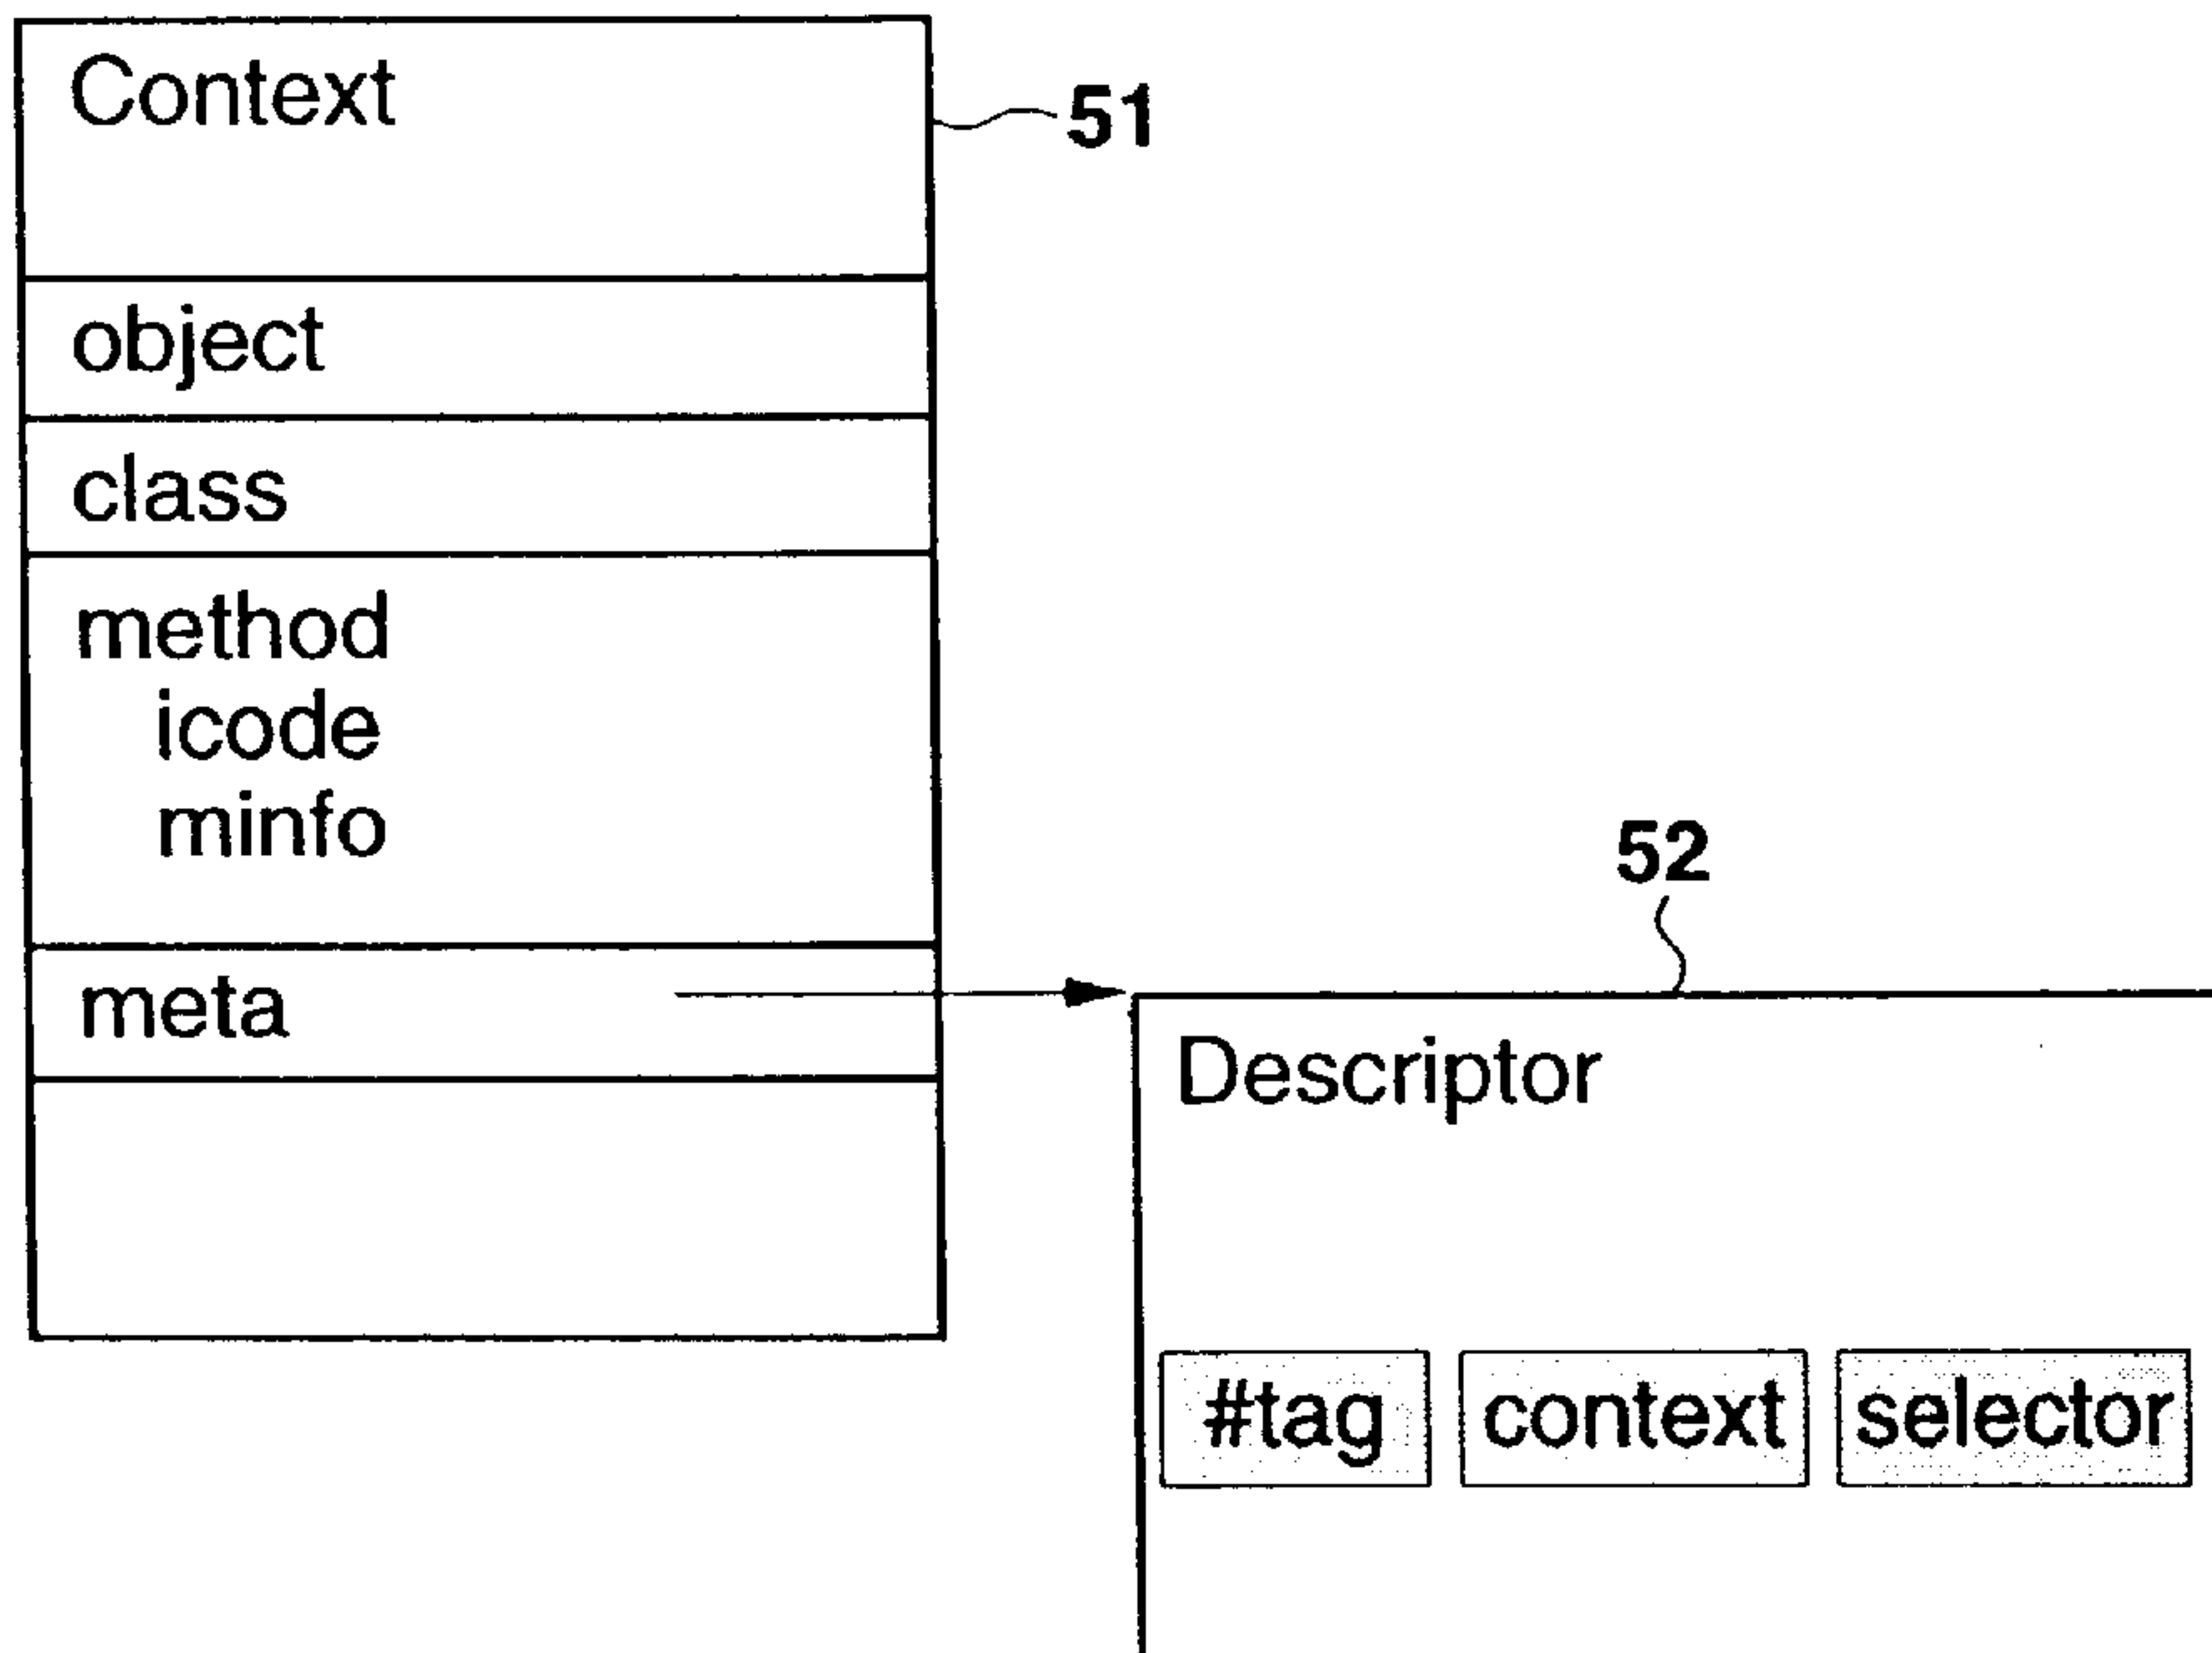 Context
51
object
class
method
icode
minfo
52
meta
Descriptor
#tag context selector